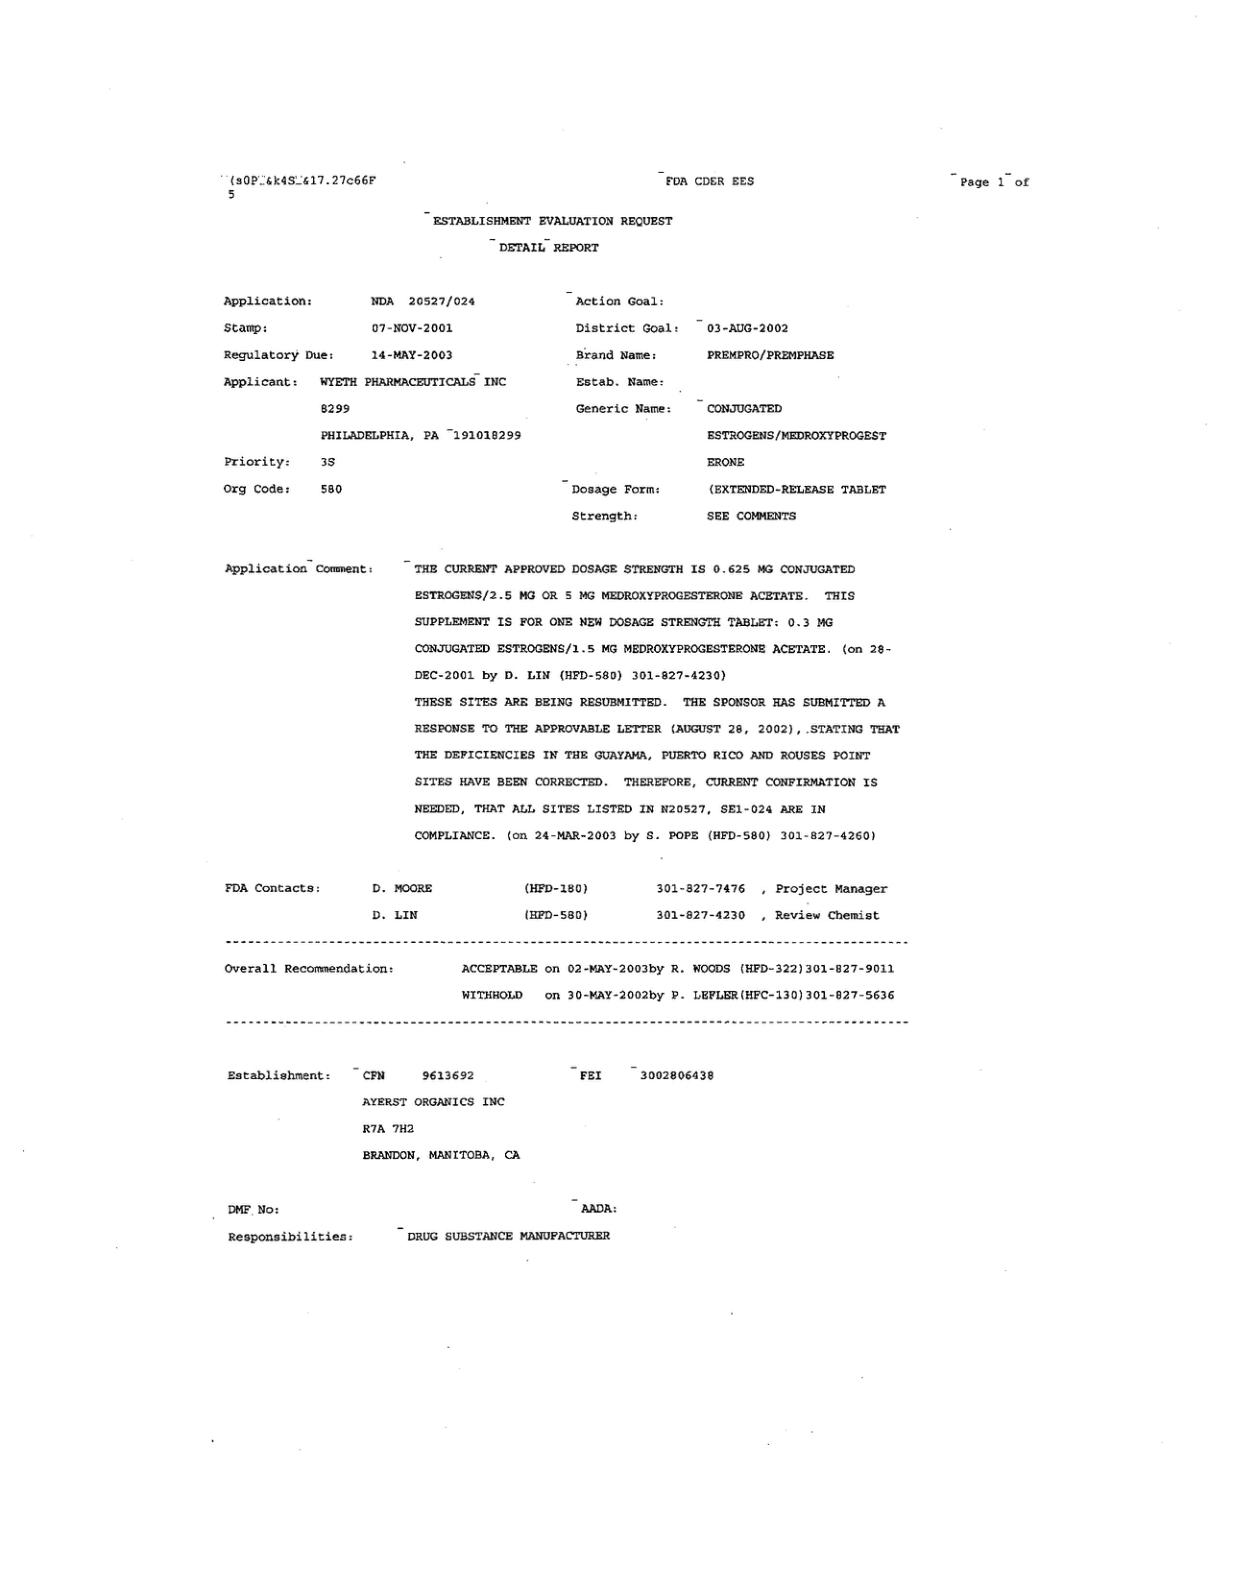 (s0P &k4S &17.27c66F FDA CDER EES Page 1 of
5
ESTABLISHMENT EVALUATION REQUEST
DETAIL REPORT
Application: NDA 20527/024 Action Goal:
Stamp: 07-NOV-2001 District Goal: 03-AUG-2002
Regulatory Due: 14-MAY-2003 Brand Name: PREMPRO/PREMPHASE
Applicant: WYETH PHARMACEUTICALS INC Estab. Name:
8299 Generic Name: CONJUGATED
PHILADELPHIA, PA 191018299 ESTROGENS/MEDROXYPROGEST
Priority: 3S ERONE
Org Code: 580 Dosage Form: (EXTENDED-RELEASE TABLET
Strength: SEE COMMENTS
Application Comment: THE CURRENT APPROVED DOSAGE STRENGTH IS 0.625 MG CONJUGATED
ESTROGENS/2.5 MG OR 5 MG MEDROXYPROGESTERONE ACETATE. THIS
SUPPLEMENT IS FOR ONE NEW DOSAGE STRENGTH TABLET: 0.3 MG
CONJUGATED ESTROGENS/1.5 MG MEDROXYPROGESTERONE ACETATE. (on 28-
DEC-2001 by D. LIN (HFD-580) 301-827-4230)
THESE SITES ARE BEING RESUBMITTED. THE SPONSOR HAS SUBMITTED A
RESPONSE TO THE APPROVABLE LETTER (AUGUST 28, 2002), STATING THAT
THE DEFICIENCIES IN THE GUAYAMA, PUERTO RICO AND ROUSES POINT
SITES HAVE BEEN CORRECTED. THEREFORE, CURRENT CONFIRMATION IS
NEEDED, THAT ALL SITES LISTED IN N20527, SE1-024 ARE IN
COMPLIANCE. (on 24-MAR-2003 by S. POPE (HFD-580) 301-827-4260)
FDA Contacts: D. MOORE (HFD-180) 301-827-7476 , Project Manager
D. LIN (HFD-580) 301-827-4230 , Review Chemist
Overall Recommendation: ACCEPTABLE on 02-MAY-2003by R. WOODS (HFD-322)301-827-9011
WITHHOLD on 30-MAY-2002by P. LEFLER(HFC-130)301-827-5636
Establishment: CFN 9613692 FEI 3002806438
AYERST ORGANICS INC
R7A 7H2
BRANDON, MANITOBA, CA
DMF No: AADA:
Responsibilities: DRUG SUBSTANCE MANUFACTURER